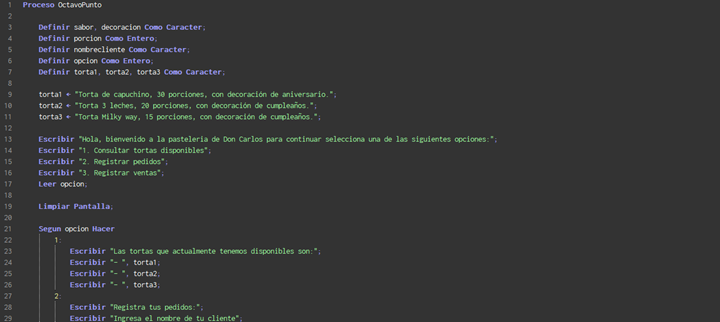 1 Proceso OctavoPunto
2
3 Definir sabor, decoracion Como Caracter;
4 Definir porcion Como Entero;
5 Definir nombrecliente Como Caracter;
6 Definir opcion Como Entero;
7 Definir torta1, torta2, torta3 Como Caracter;
8
9 torta1 ← "Torta de capuchino, 30 porciones, con decoración de aniversario.";
10 torta2 ← "Torta 3 leches, 20 porciones, con decoración de cumpleaños.";
11 torta3 ← "Torta Milky way, 15 porciones, con decoración de cumpleaños.";
12
13 Escribir "Hola, bienvenido a la pastelería de Don Carlos para continuar selecciona una de las siguientes opciones:";
14 Escribir "1. Consultar tortas disponibles";
15 Escribir "2. Registrar pedidos";
16 Escribir "3. Registrar ventas";
17 Leer opcion;
18
19 Limpiar Pantalla;
20
21 Segun opcion Hacer
22 1:
23 Escribir "Las tortas que actualmente tenemos disponibles son:";
24 Escribir "- ", torta1;
25 Escribir "- ", torta2;
26 Escribir "- ", torta3;
27 2:
28 Escribir "Registra tus pedidos:";
29 Escribir "Ingresa el nombre de tu cliente";